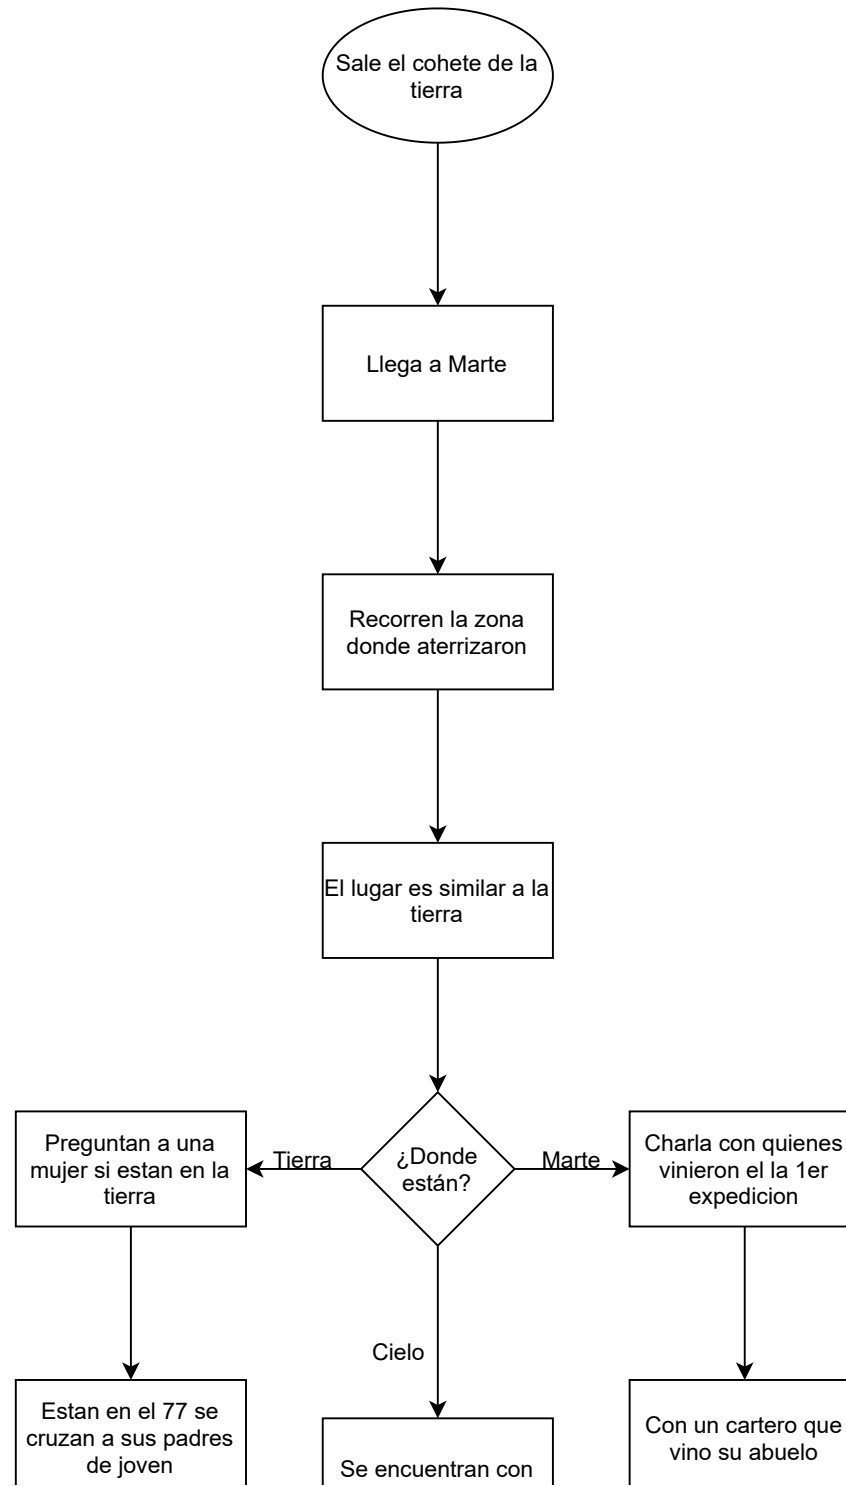 Sale el cohete de la
tierra
Llega a Marte
Recorren la zona
donde aterrizaron
El lugar es similar a la
tierra
Preguntan a una
mujer si estan en la
tierra
Tierra
¿Donde
están?
Marte
Charla con quienes
vinieron el la 1er
expedicion
Cielo
Estan en el 77 se
cruzan a sus padres
de joven
Se encuentran con
Con un cartero que
vino su abuelo